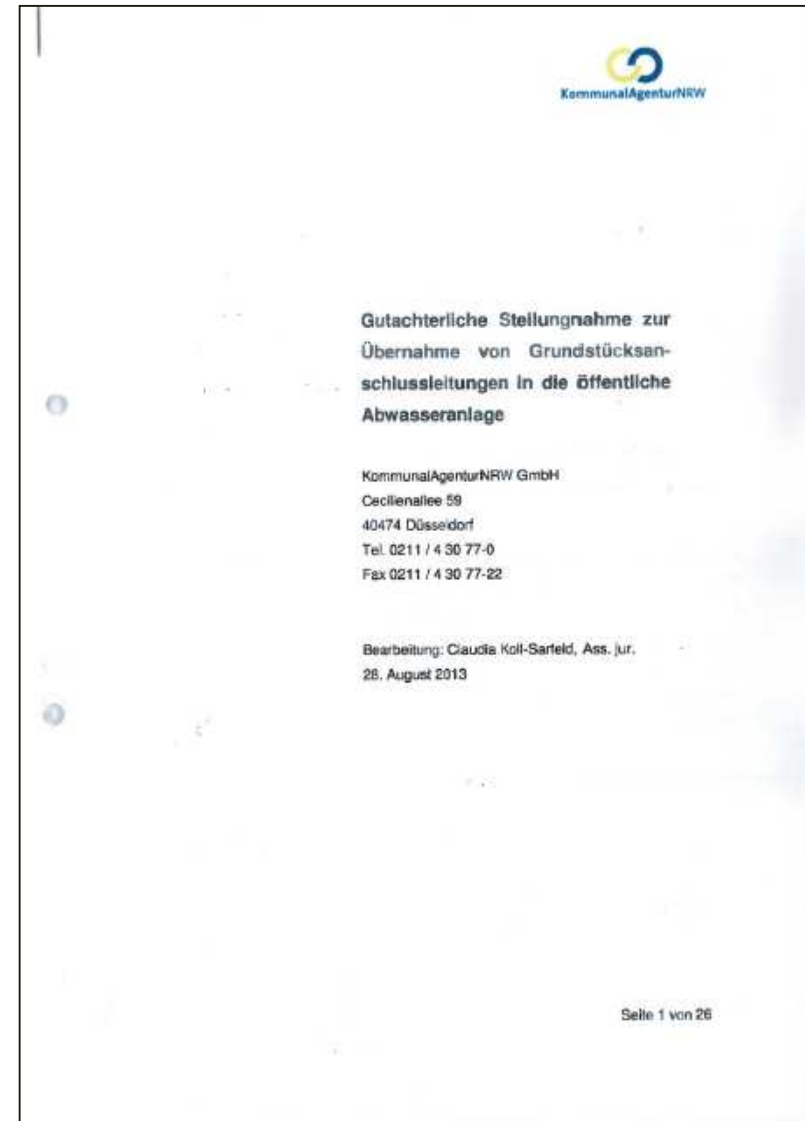 KommunalAgenturNRW
Gutachterliche Stellungnahme zur
Übernahme von Grundstücksan-
schlussleitungen in die öffentliche
Abwasseranlage
KommunalAgenturNRW GmbH
Cecilienallee 59
40474 Düsseldorf
Tel. 0211 / 4 30 77-0
Fax 0211 / 4 30 77-22
Bearbeitung: Claudia Koll-Sarfeld, Ass. jur.
28. August 2013
Seite 1 von 26